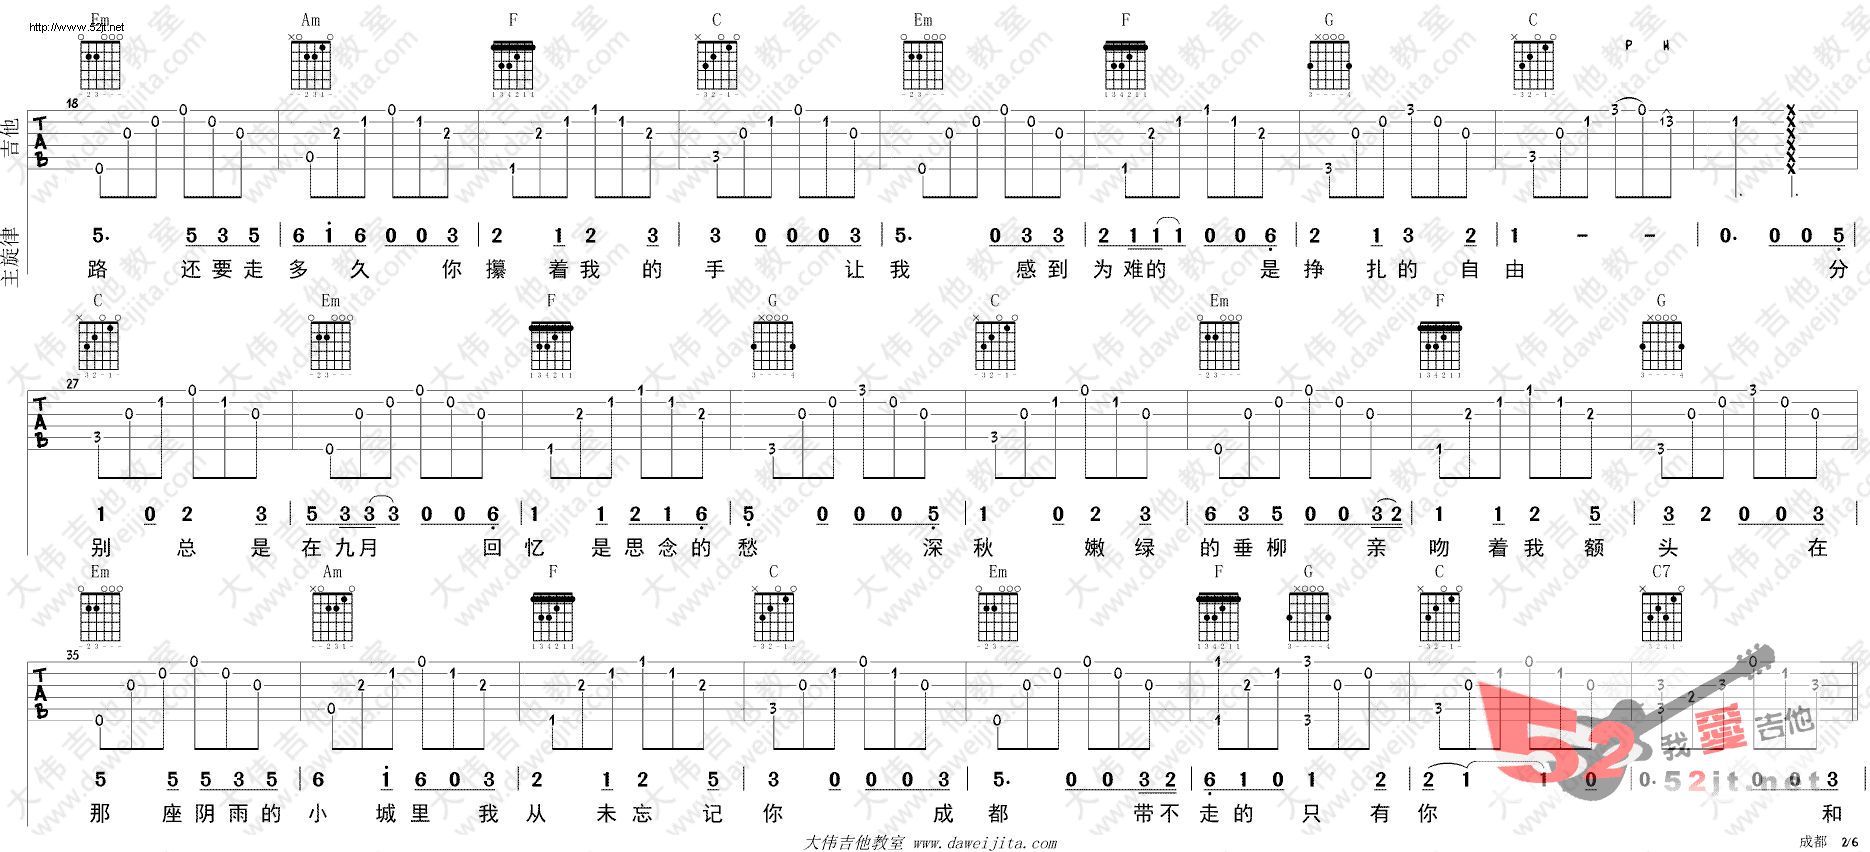 http://www.52jt.net
Em Am F C Em F G C P H
吉他 18 T A B
主旋律 5. 5 3 5 | 6 i 6 0 0 3 | 2 1 2 3 | 3 0 0 0 3 | 5. 0 3 3 | 2 1 1 1 0 0 6 | 2 1 3 2 | 1 - - | 0. 0 0 5
路 还要走 多久 你 攥着我的 手 让 我 感到 为难的 是 挣扎的自 由 分
C Em F G C Em F G
27 T A B
1 0 2 3 | 5 3 3 3 0 0 6 | 1 1 2 1 6 | 5 0 0 0 5 | 1 0 2 3 | 6 3 5 0 0 3 2 | 1 1 2 5 | 3 2 0 0 3
别 总是 在九月 回 忆是思念的 愁 深 秋 嫩绿 的垂柳 亲 吻着我额 头 在
Em Am F C Em F G C C7
35 T A B
5 5 5 3 5 | 6 i 6 0 3 | 2 1 2 5 | 3 0 0 0 3 | 5. 0 0 3 2 | 6 1 0 1 2 | 2 1 1 0 | 0. 0 0 3
那 座阴雨的 小 城里 我 从未忘记 你 成 都 带不 走的 只有 你 和
52 我爱吉他
52jt.net
大伟吉他教室 www.daweijita.com
成都 2/6